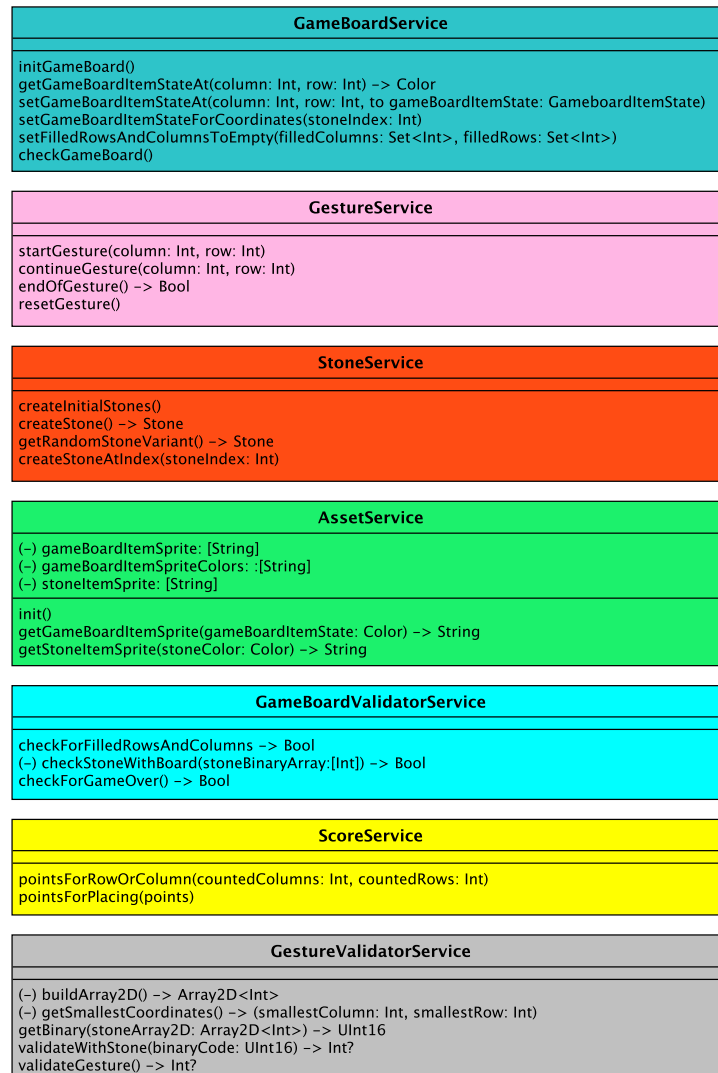 GameBoardService
initGameBoard()
getGameBoardItemStateAt(column: Int, row: Int) -> Color
setGameBoardItemStateAt(column: Int, row: Int, to gameBoardItemState: GameboardItemState)
setGameBoardItemStateForCoordinates(stoneIndex: Int)
setFilledRowsAndColumnsToEmpty(filledColumns: Set<Int>, filledRows: Set<Int>)
checkGameBoard()
GestureService
startGesture(column: Int, row: Int)
continueGesture(column: Int, row: Int)
endOfGesture() -> Bool
resetGesture()
StoneService
createInitialStones()
createStone() -> Stone
getRandomStoneVariant() -> Stone
createStoneAtIndex(stoneIndex: Int)
AssetService
(-) gameBoardItemSprite: [String]
(-) gameBoardItemSpriteColors: :[String]
(-) stoneItemSprite: [String]
init()
getGameBoardItemSprite(gameBoardItemState: Color) -> String
getStoneItemSprite(stoneColor: Color) -> String
GameBoardValidatorService
checkForFilledRowsAndColumns -> Bool
(-) checkStoneWithBoard(stoneBinaryArray:[Int]) -> Bool
checkForGameOver() -> Bool
ScoreService
pointsForRowOrColumn(countedColumns: Int, countedRows: Int)
pointsForPlacing(points)
GestureValidatorService
(-) buildArray2D() -> Array2D<Int>
(-) getSmallestCoordinates() -> (smallestColumn: Int, smallestRow: Int)
getBinary(stoneArray2D: Array2D<Int>) -> UInt16
validateWithStone(binaryCode: UInt16) -> Int?
validateGesture() -> Int?